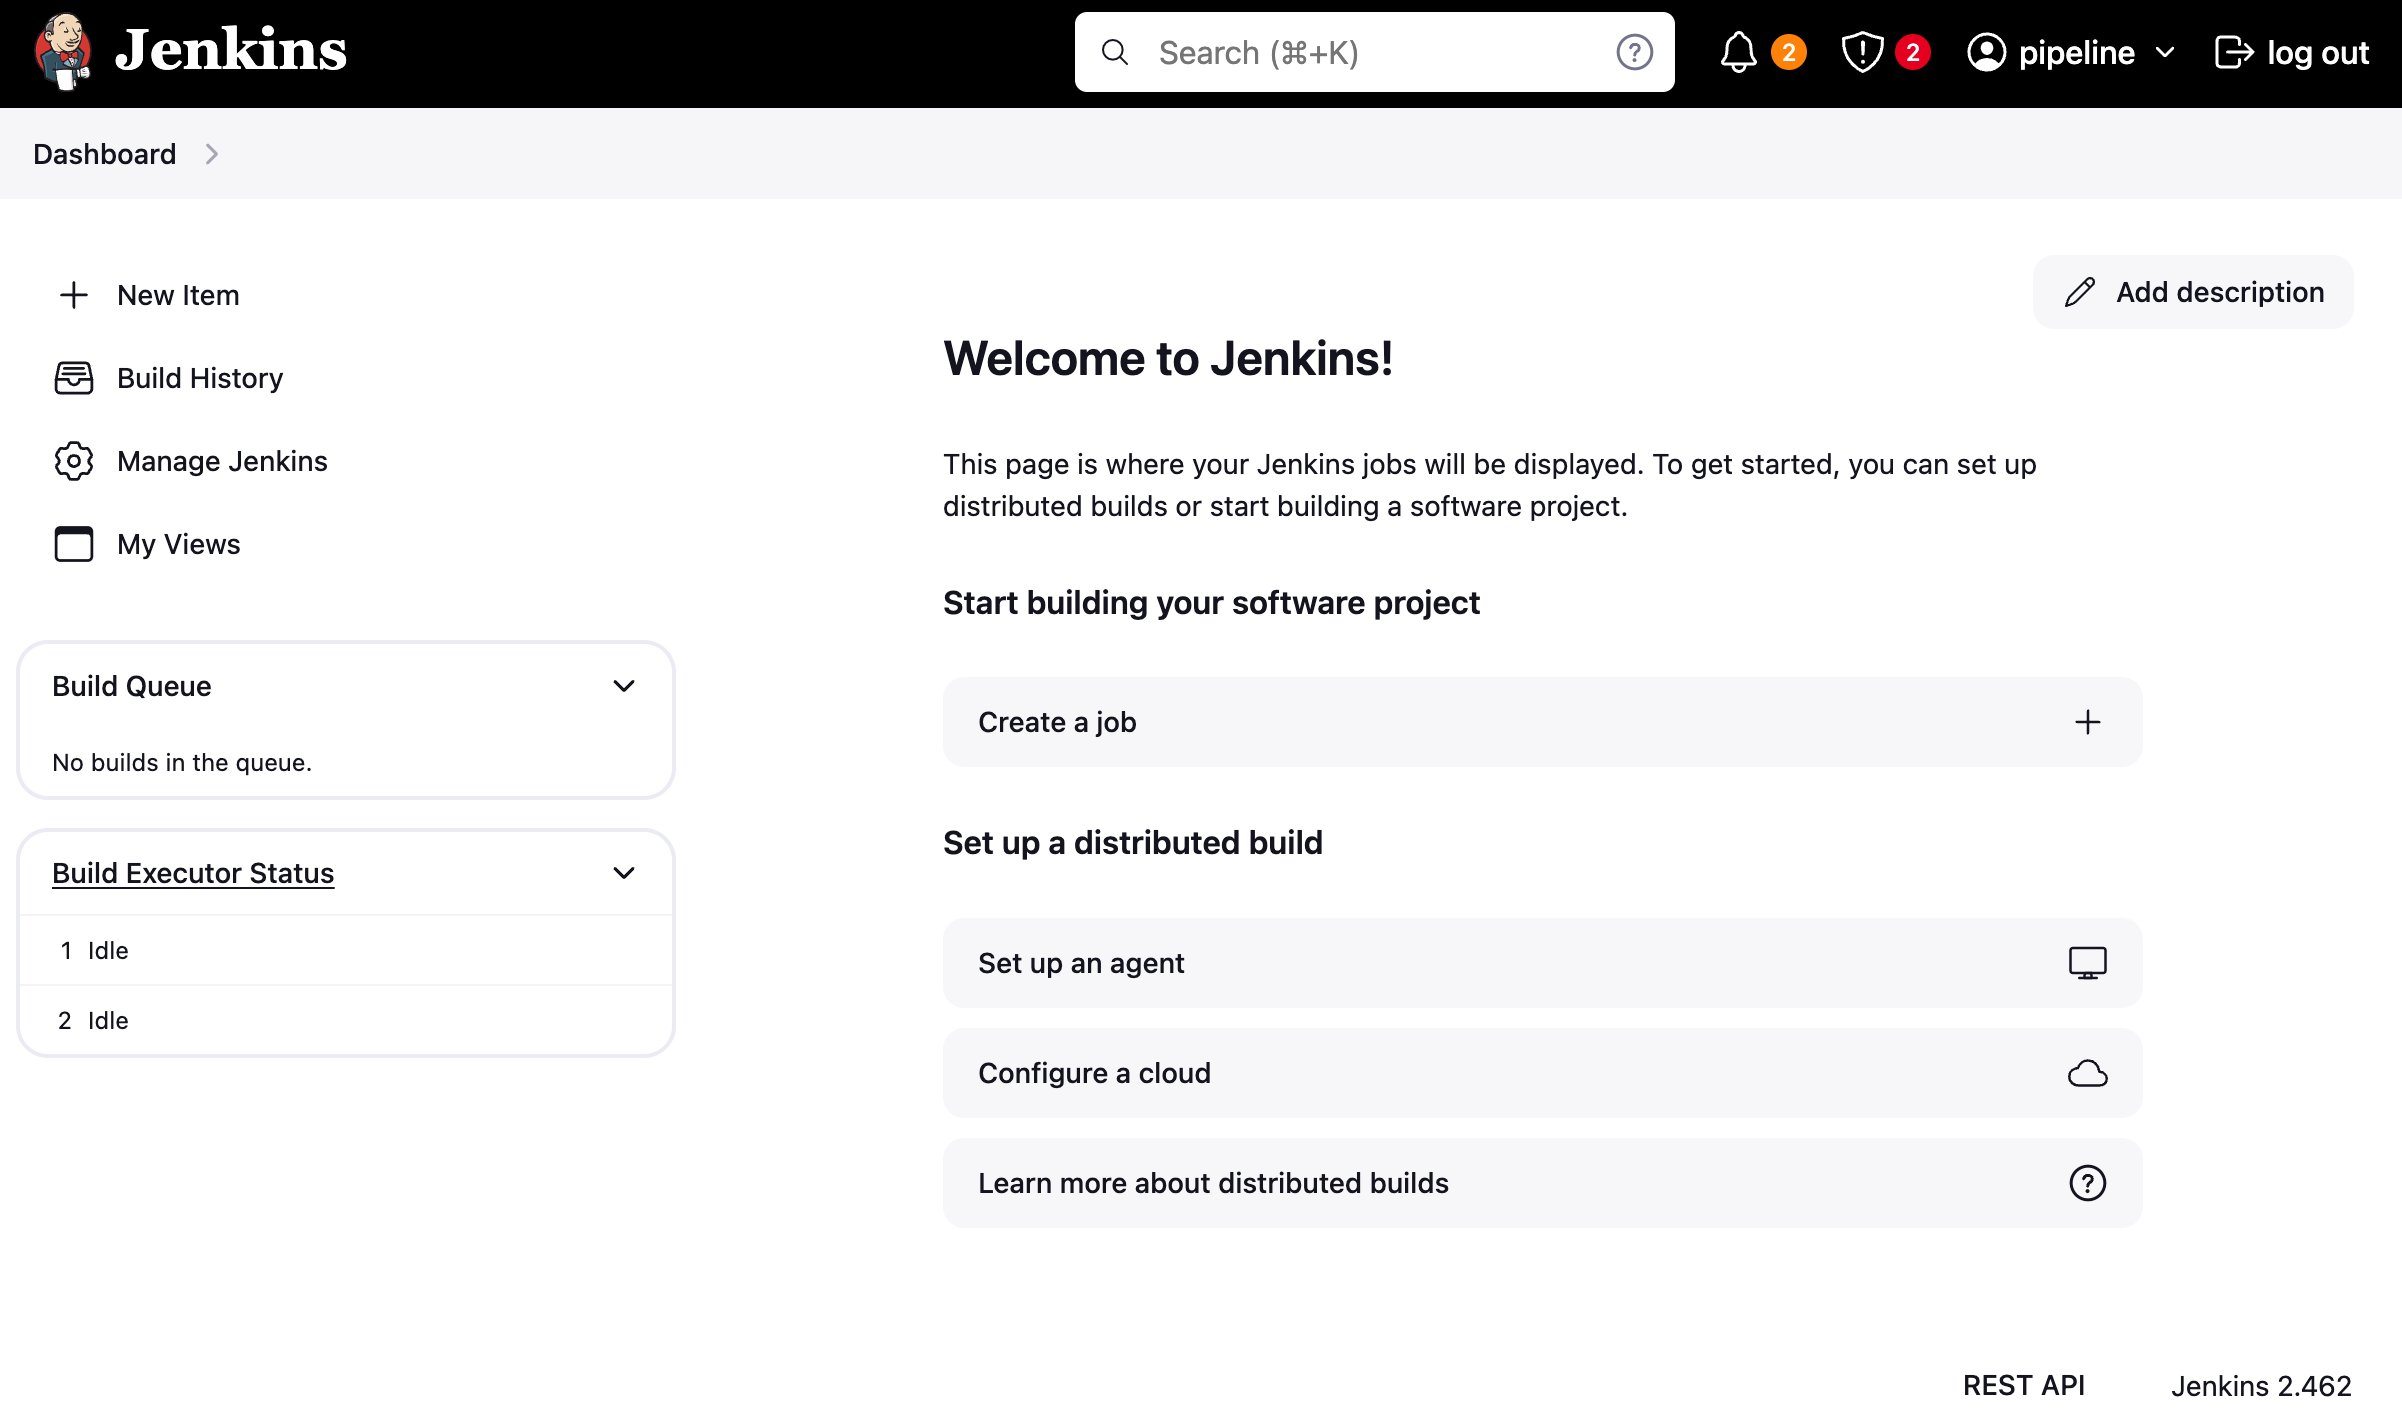 Jenkins
Search (⌘+K)
2
2
pipeline
log out
Dashboard
New Item
Build History
Manage Jenkins
My Views
Build Queue
No builds in the queue.
Build Executor Status
1 Idle
2 Idle
Add description
Welcome to Jenkins!
This page is where your Jenkins jobs will be displayed. To get started, you can set up
distributed builds or start building a software project.
Start building your software project
Create a job
Set up a distributed build
Set up an agent
Configure a cloud
Learn more about distributed builds
REST API
Jenkins 2.462